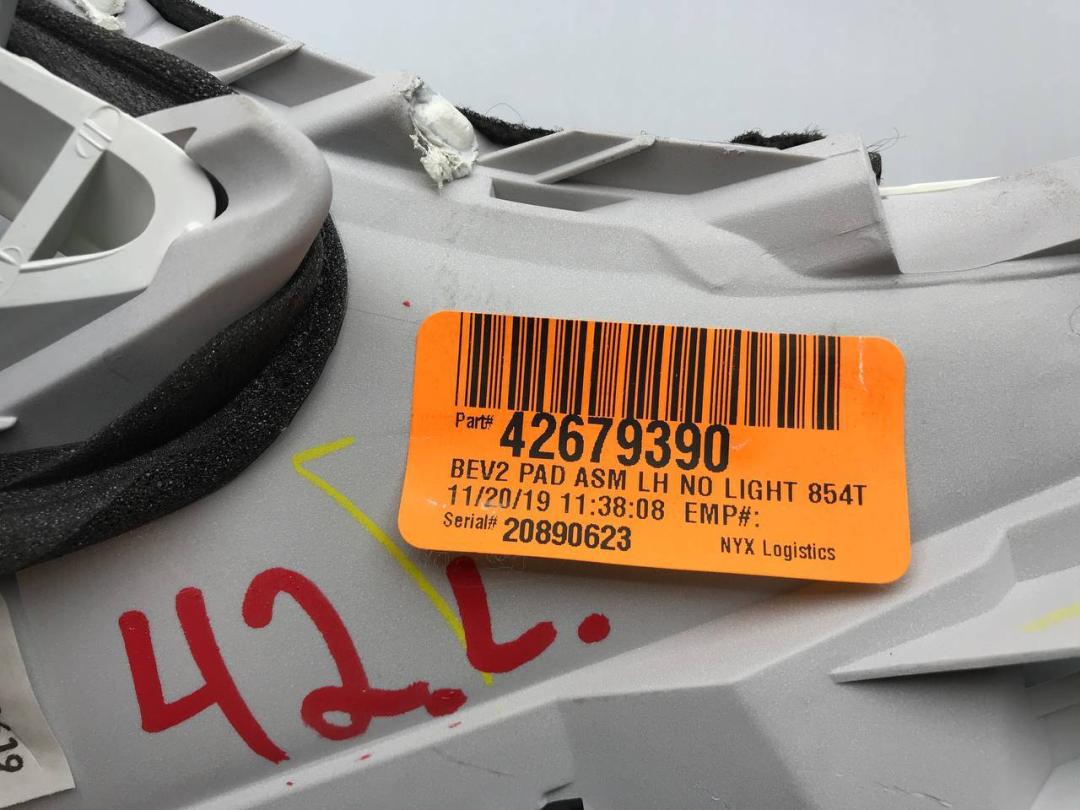 Part# 42679390
BEV2 PAD ASM LH NO LIGHT 854T
11/20/19 11:38:08 EMP#:
Serial# 20890623 NYX Logistics
42.L.